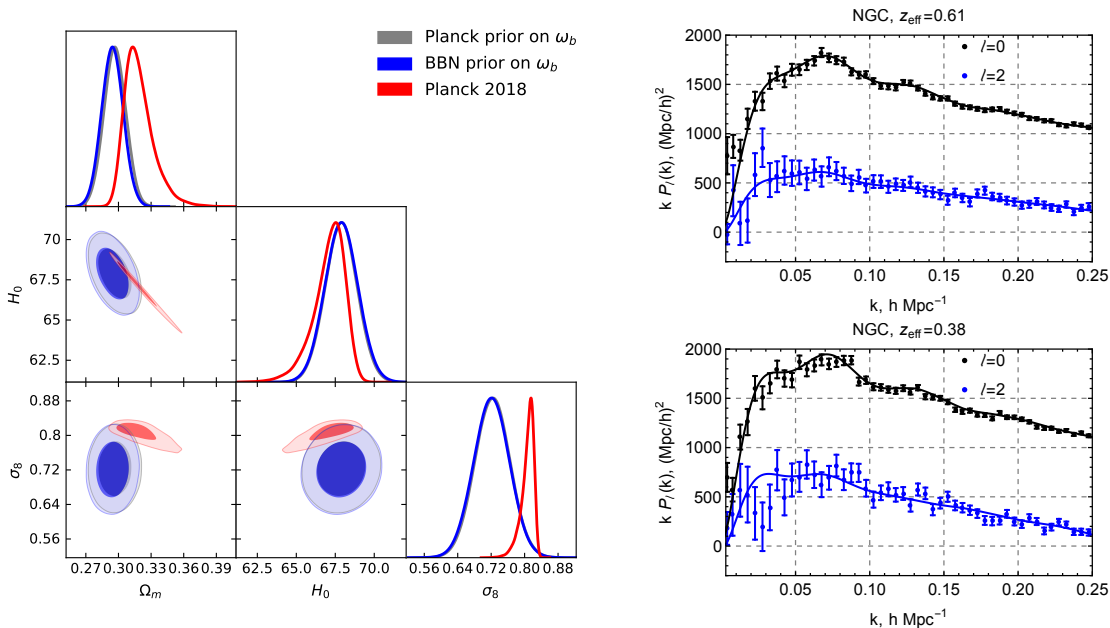 Planck prior on ω_b
BBN prior on ω_b
Planck 2018
70.0
67.5
65.0
62.5
H_0
0.88
0.8
0.72
0.64
0.56
σ_8
0.27 0.30 0.33 0.36 0.39
Ω_m
62.5 65.0 67.5 70.0
H_0
0.56 0.64 0.72 0.80 0.88
σ_8
NGC, z_eff=0.61
l=0
l=2
2000
1500
1000
500
0
k P_l(k), (Mpc/h)²
0.05 0.10 0.15 0.20 0.25
k, h Mpc⁻¹
NGC, z_eff=0.38
l=0
l=2
2000
1500
1000
500
0
k P_l(k), (Mpc/h)²
0.05 0.10 0.15 0.20 0.25
k, h Mpc⁻¹